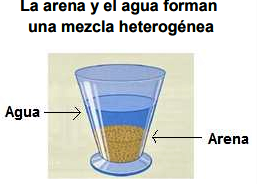 La arena y el agua forman
una mezcla heterogénea
Agua
Arena